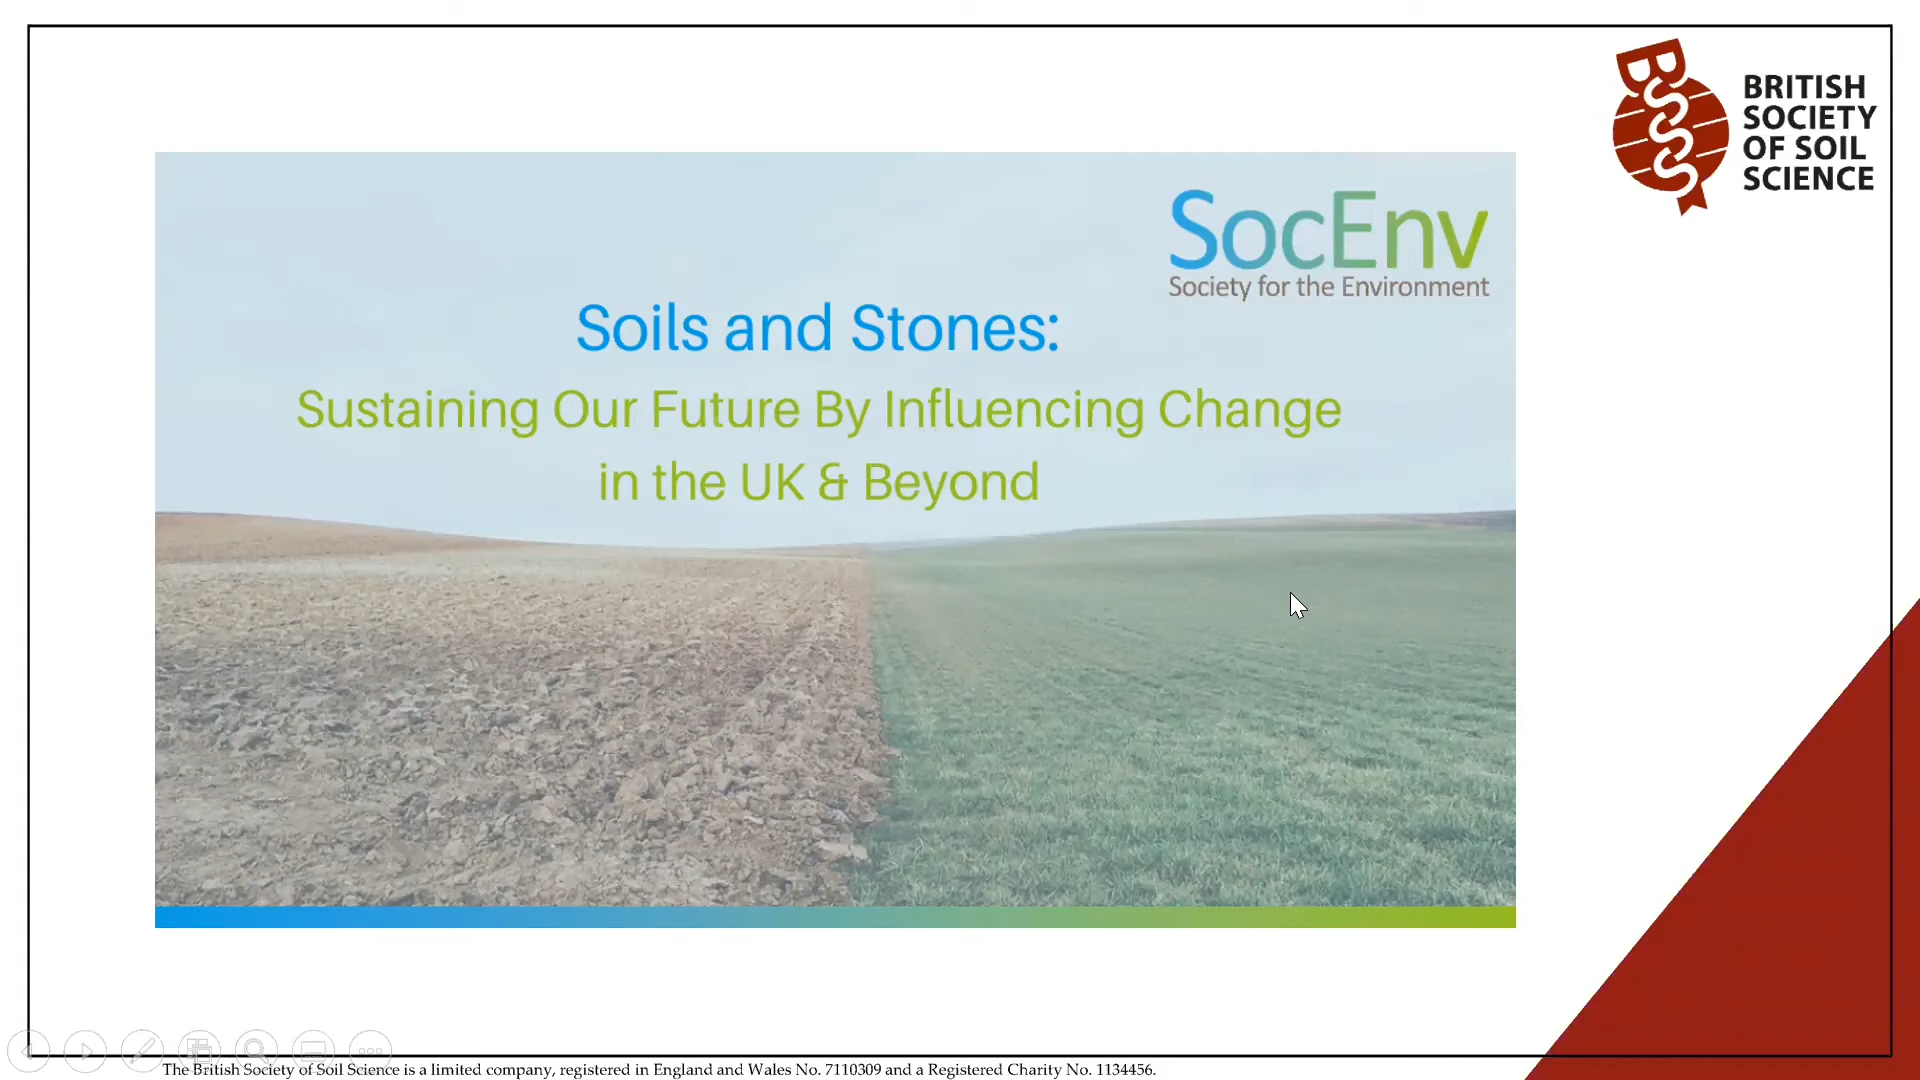 BSSS
BRITISH
SOCIETY
OF SOIL
SCIENCE
SocEnv
Society for the Environment
Soils and Stones:
Sustaining Our Future By Influencing Change
in the UK & Beyond
The British Society of Soil Science is a limited company, registered in England and Wales No. 7110309 and a Registered Charity No. 1134456.